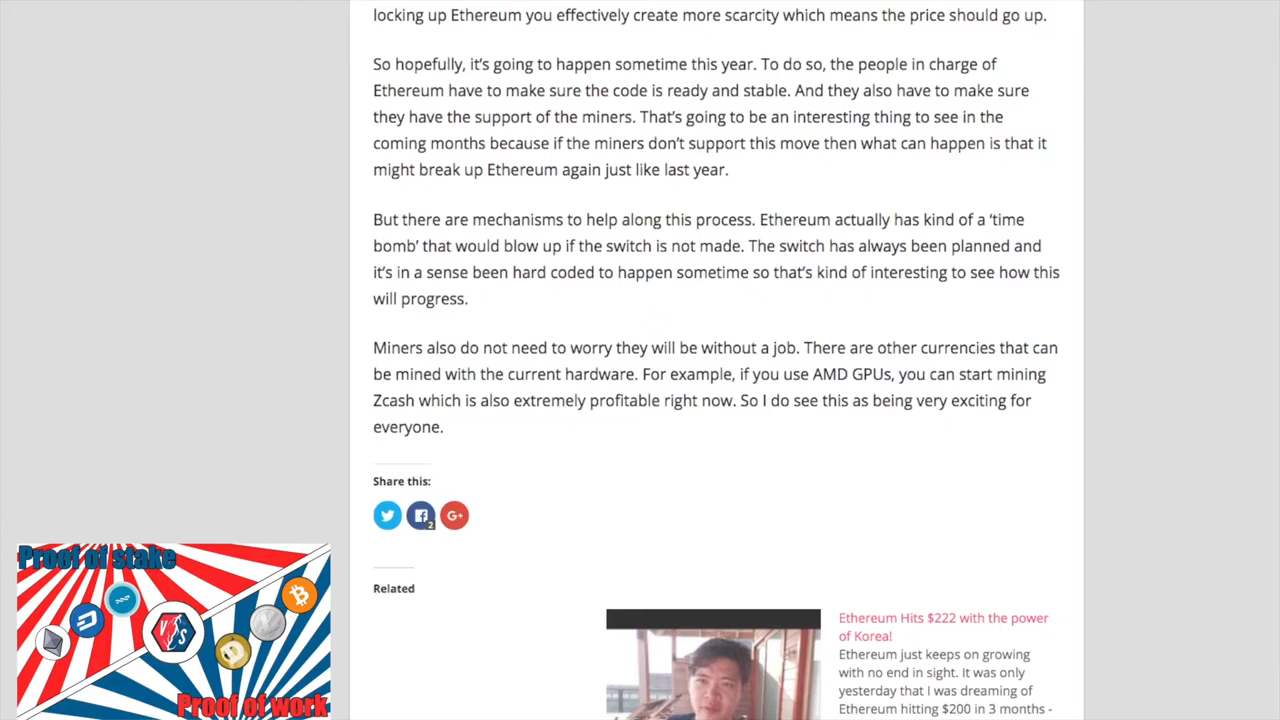 locking up Ethereum you effectively create more scarcity which means the price should go up.
So hopefully, it’s going to happen sometime this year. To do so, the people in charge of
Ethereum have to make sure the code is ready and stable. And they also have to make sure
they have the support of the miners. That’s going to be an interesting thing to see in the
coming months because if the miners don’t support this move then what can happen is that it
might break up Ethereum again just like last year.
But there are mechanisms to help along this process. Ethereum actually has kind of a ‘time
bomb’ that would blow up if the switch is not made. The switch has always been planned and
it’s in a sense been hard coded to happen sometime so that’s kind of interesting to see how this
will progress.
Miners also do not need to worry they will be without a job. There are other currencies that can
be mined with the current hardware. For example, if you use AMD GPUs, you can start mining
Zcash which is also extremely profitable right now. So I do see this as being very exciting for
everyone.
Share this:
2
G+
Related
Ethereum Hits $222 with the power
of Korea!
Ethereum just keeps on growing
with no end in sight. It was only
yesterday that I was dreaming of
Ethereum hitting $200 in 3 months -
Proof of stake
VS
Proof of work